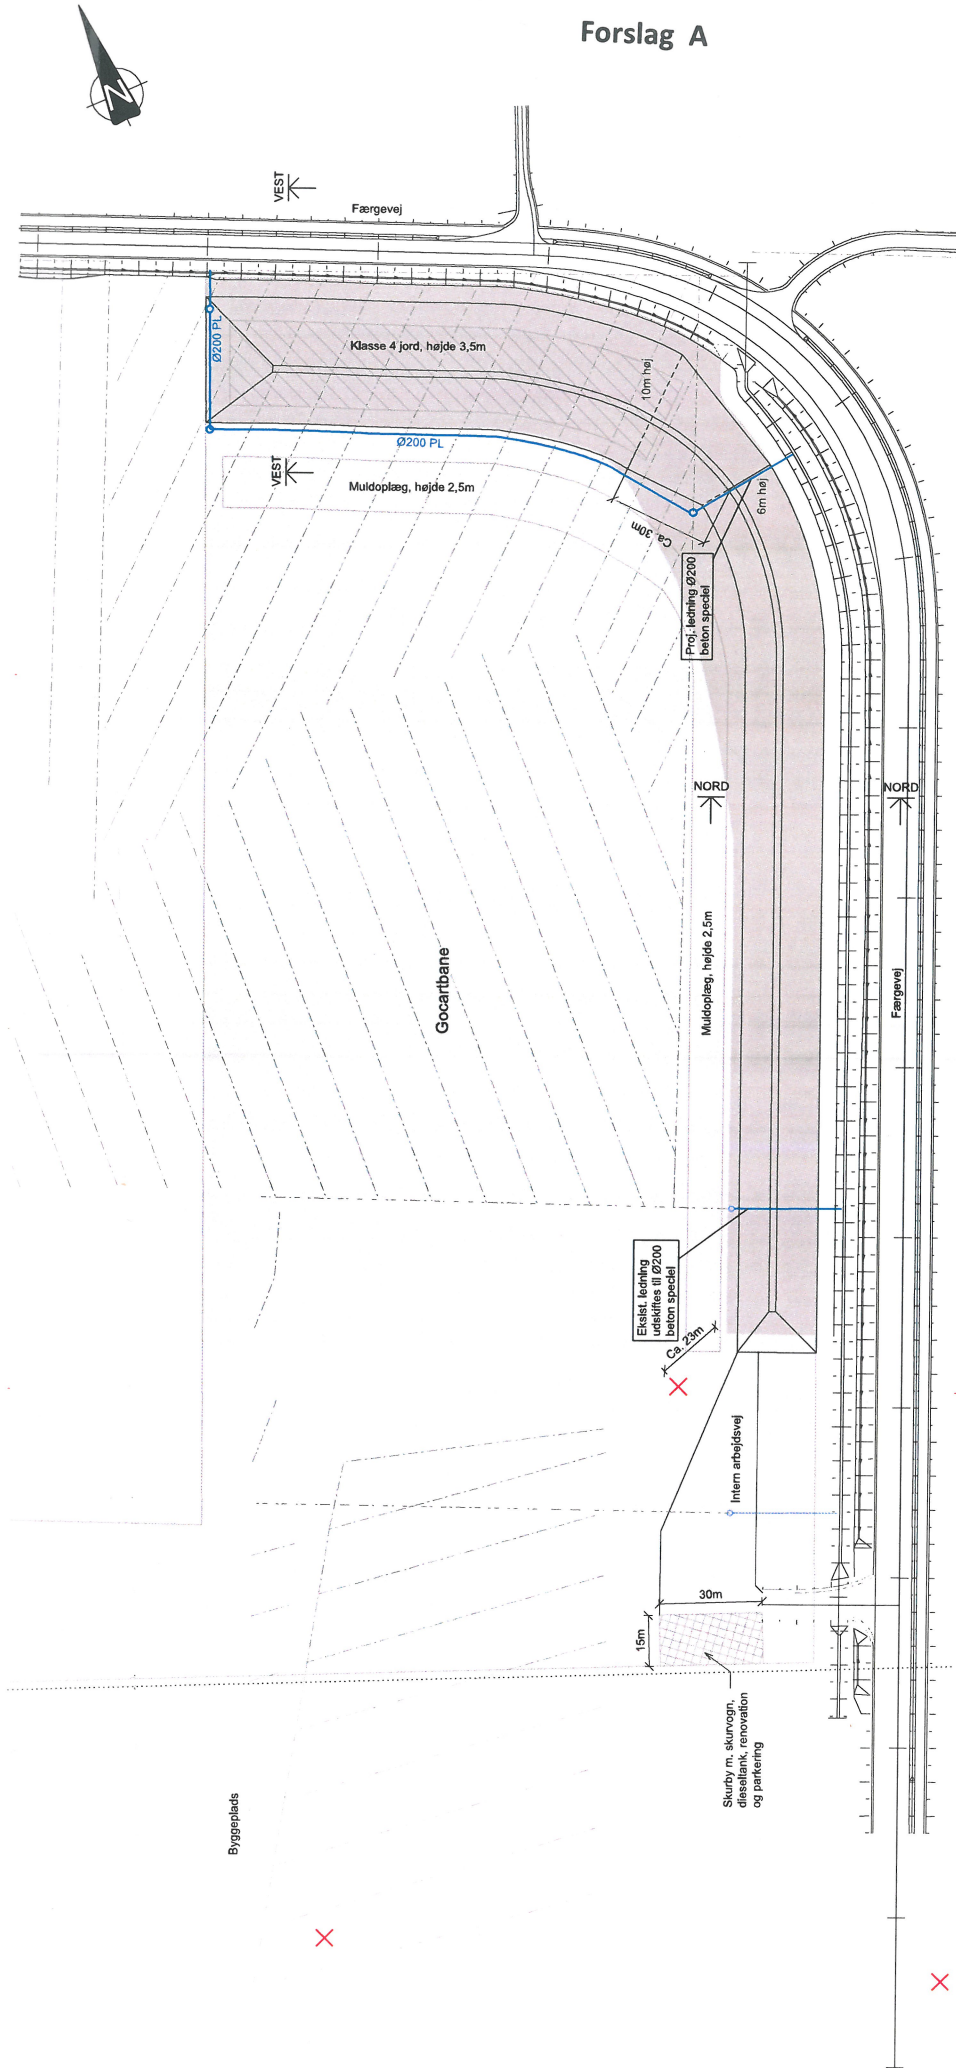 Forslag A
N
VEST
Færgevej
Ø200 PL
Klasse 4 jord, højde 3,5m
10m høj
Ø200 PL
VEST
Muldoplæg, højde 2,5m
6m høj
Ca 30m
Proj. ledning Ø200
beton speciel
NORD
NORD
Muldoplæg, højde 2,5m
Gocartbane
Færgevej
Eksist. ledning
udskiftes til Ø200
beton speciel
Ca. 23m
Intern arbejdsvej
30m
15m
Skurby m. skurvogn,
dieseltank, renovation
og parkering
Byggeplads